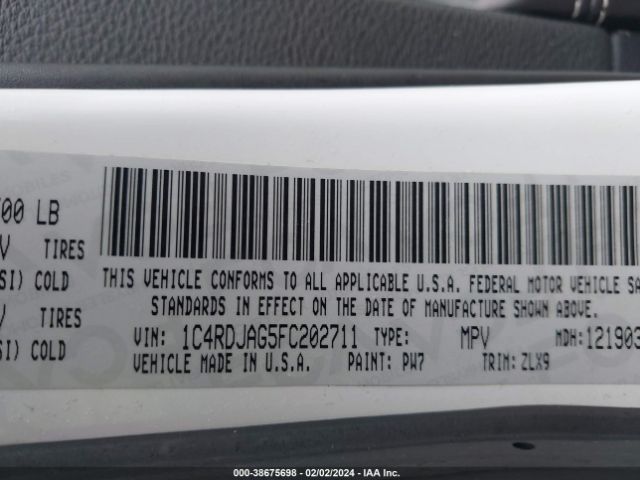 700 LB
TIRES
SI) COLD
TIRES
SI) COLD
THIS VEHICLE CONFORMS TO ALL APPLICABLE U.S.A. FEDERAL MOTOR VEHICLE SA
STANDARDS IN EFFECT ON THE DATE OF MANUFACTURE SHOWN ABOVE.
VIN: 1C4RDJAG5FC202711 TYPE: MPV MDH: 121903
VEHICLE MADE IN U.S.A. PAINT: PW7 TRIM: ZLX9
000-38675698 - 02/02/2024 - IAA Inc.